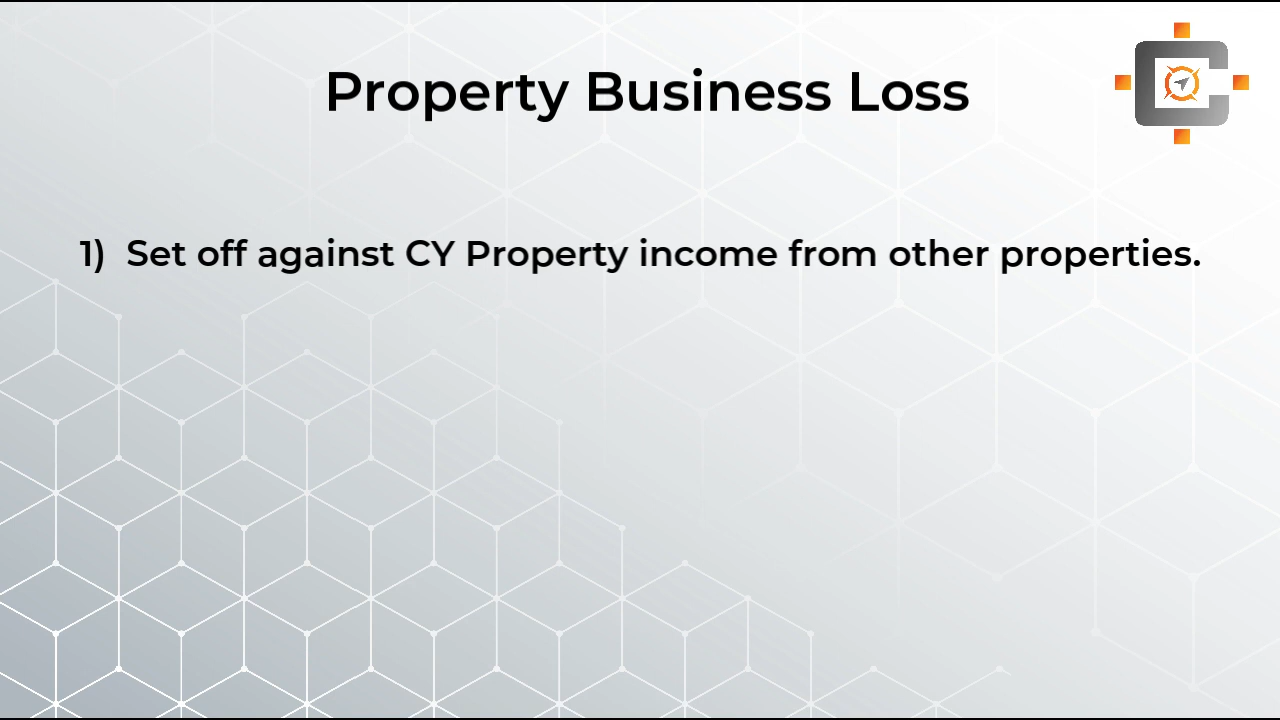 Property Business Loss
1) Set off against CY Property income from other properties.